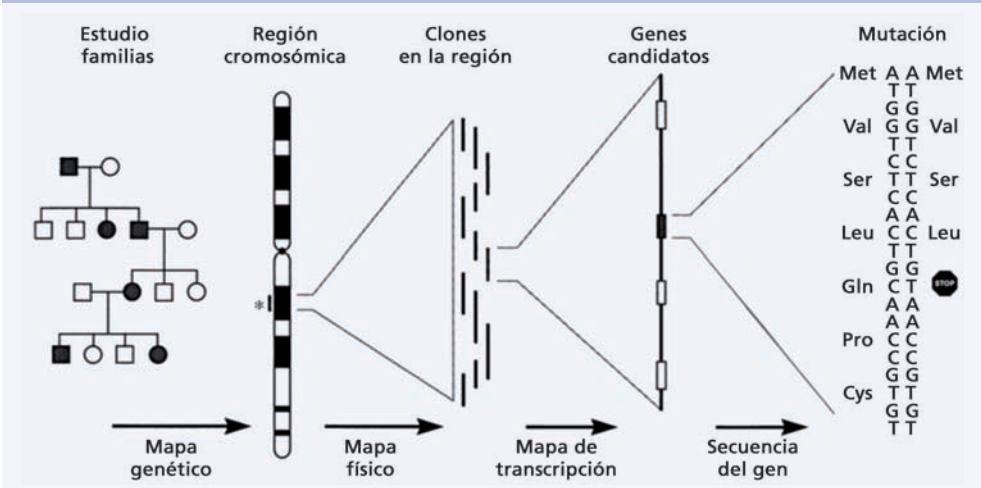 Estudio
familias
Región
cromosómica
Clones
en la región
Genes
candidatos
Mutación
Met A A Met
T T
G G
Val G G Val
T T
C C
Ser T T Ser
C C
A A
Leu C C Leu
T T
G G
Gln C T STOP
A A
A A
Pro C C
C C
G G
Cys T T
G G
T T
*
Mapa
genético
Mapa
físico
Mapa de
transcripción
Secuencia
del gen